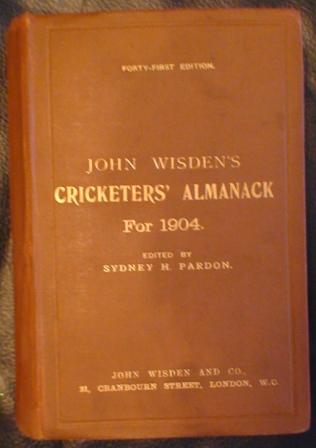 FORTY-FIRST EDITION.
JOHN WISDEN'S
CRICKETERS' ALMANACK
For 1904.
EDITED BY
SYDNEY H. PARDON.
JOHN WISDEN AND CO.,
21, CRANBOURN STREET, LONDON, W.C.